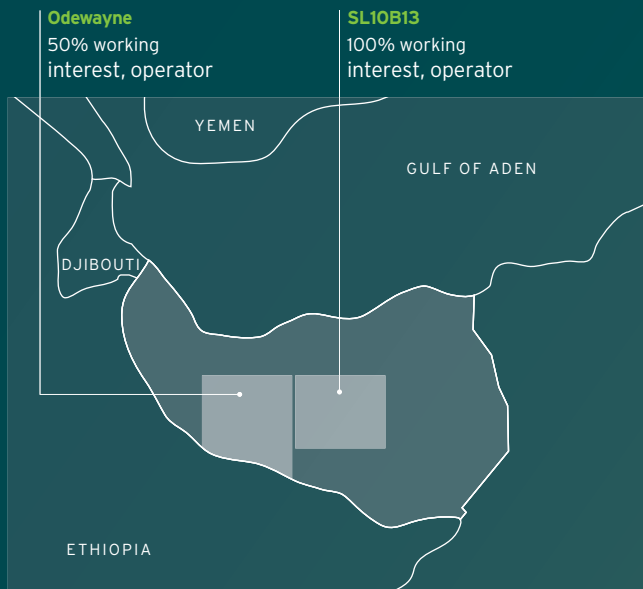 Odewayne
50% working
interest, operator
SL10B13
100% working
interest, operator
YEMEN
GULF OF ADEN
DJIBOUTI
ETHIOPIA